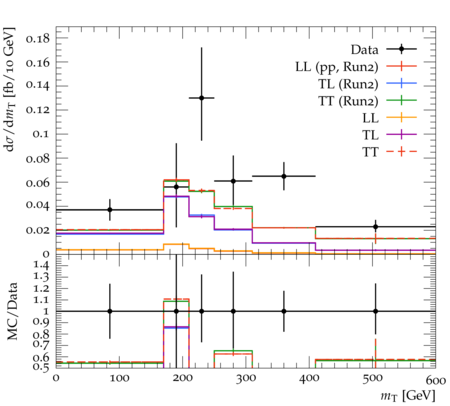 dσ/dm_T [fb/10 GeV]
0.18
0.16
0.14
0.12
0.1
0.08
0.06
0.04
0.02
0
Data
LL (pp, Run2)
TL (Run2)
TT (Run2)
LL
TL
TT
MC/Data
1.4
1.3
1.2
1.1
1
0.9
0.8
0.7
0.6
0.5
0
100
200
300
400
500
600
m_T [GeV]